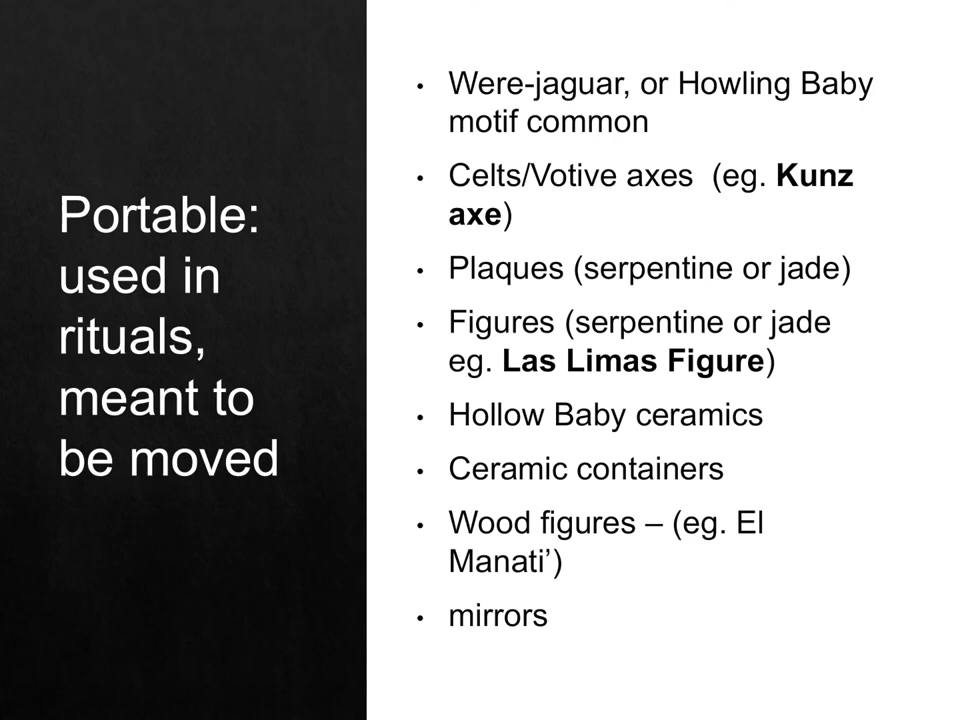 Portable:
used in
rituals,
meant to
be moved
• Were-jaguar, or Howling Baby
motif common
• Celts/Votive axes  (eg. Kunz
axe)
• Plaques (serpentine or jade)
• Figures (serpentine or jade
eg. Las Limas Figure)
• Hollow Baby ceramics
• Ceramic containers
• Wood figures – (eg. El
Manati’)
• mirrors